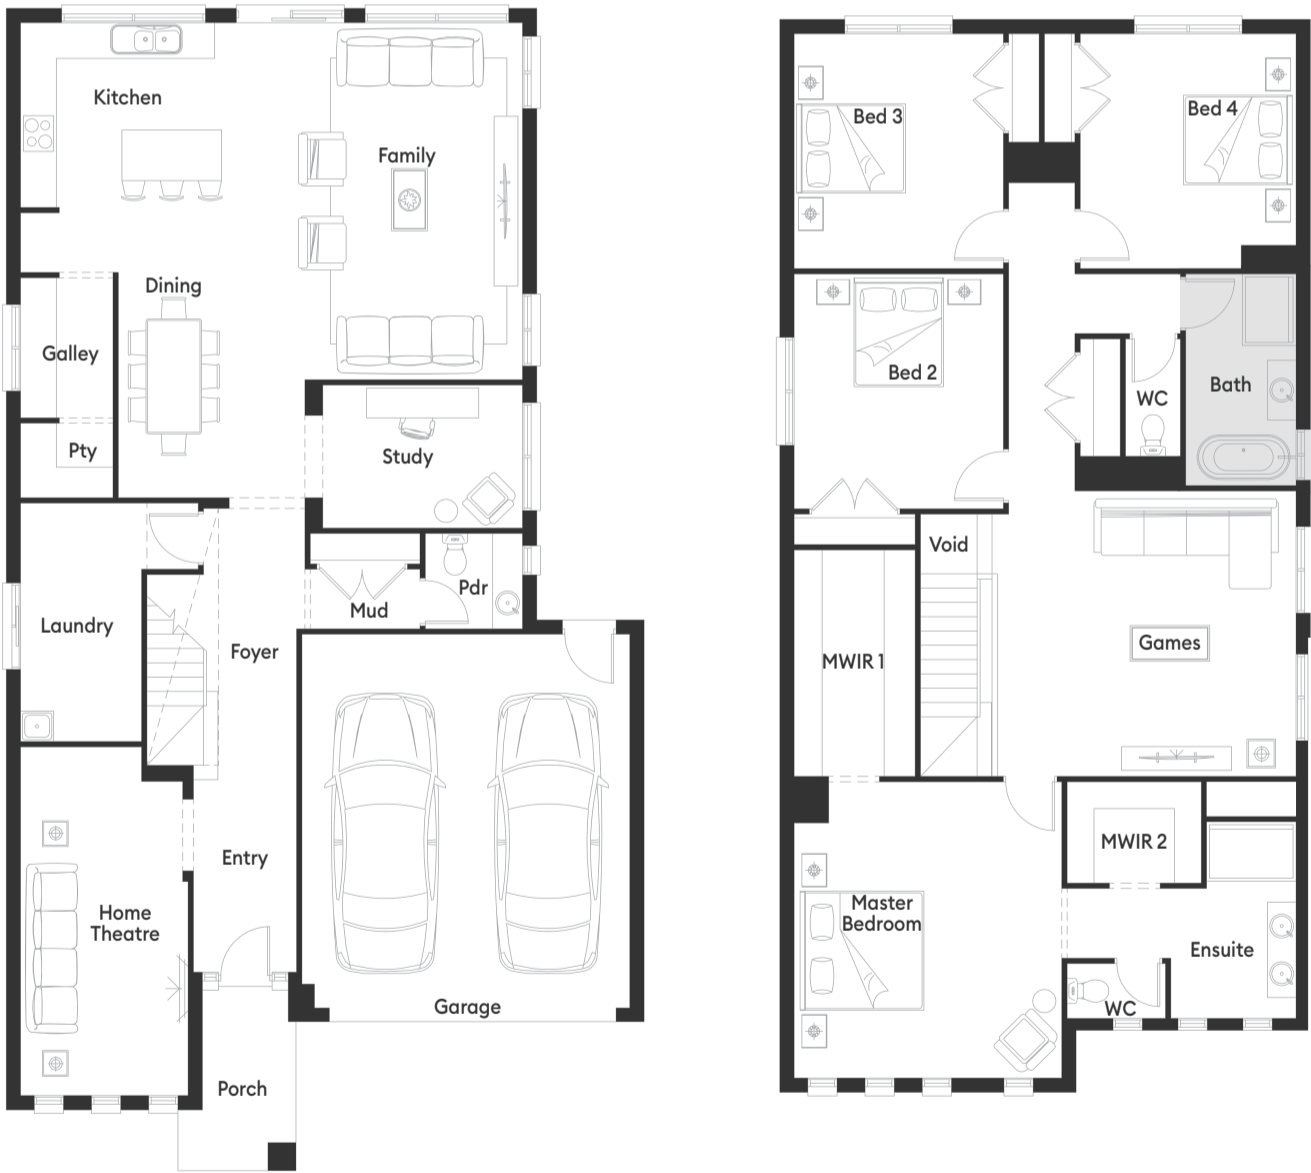 Kitchen
Family
Dining
Galley
Pty
Study
Pdr
Mud
Laundry
Foyer
Entry
Home
Theatre
Garage
Porch
Bed 3
Bed 4
Bed 2
WC
Bath
Void
MWIR 1
Games
MWIR 2
Master
Bedroom
Ensuite
WC